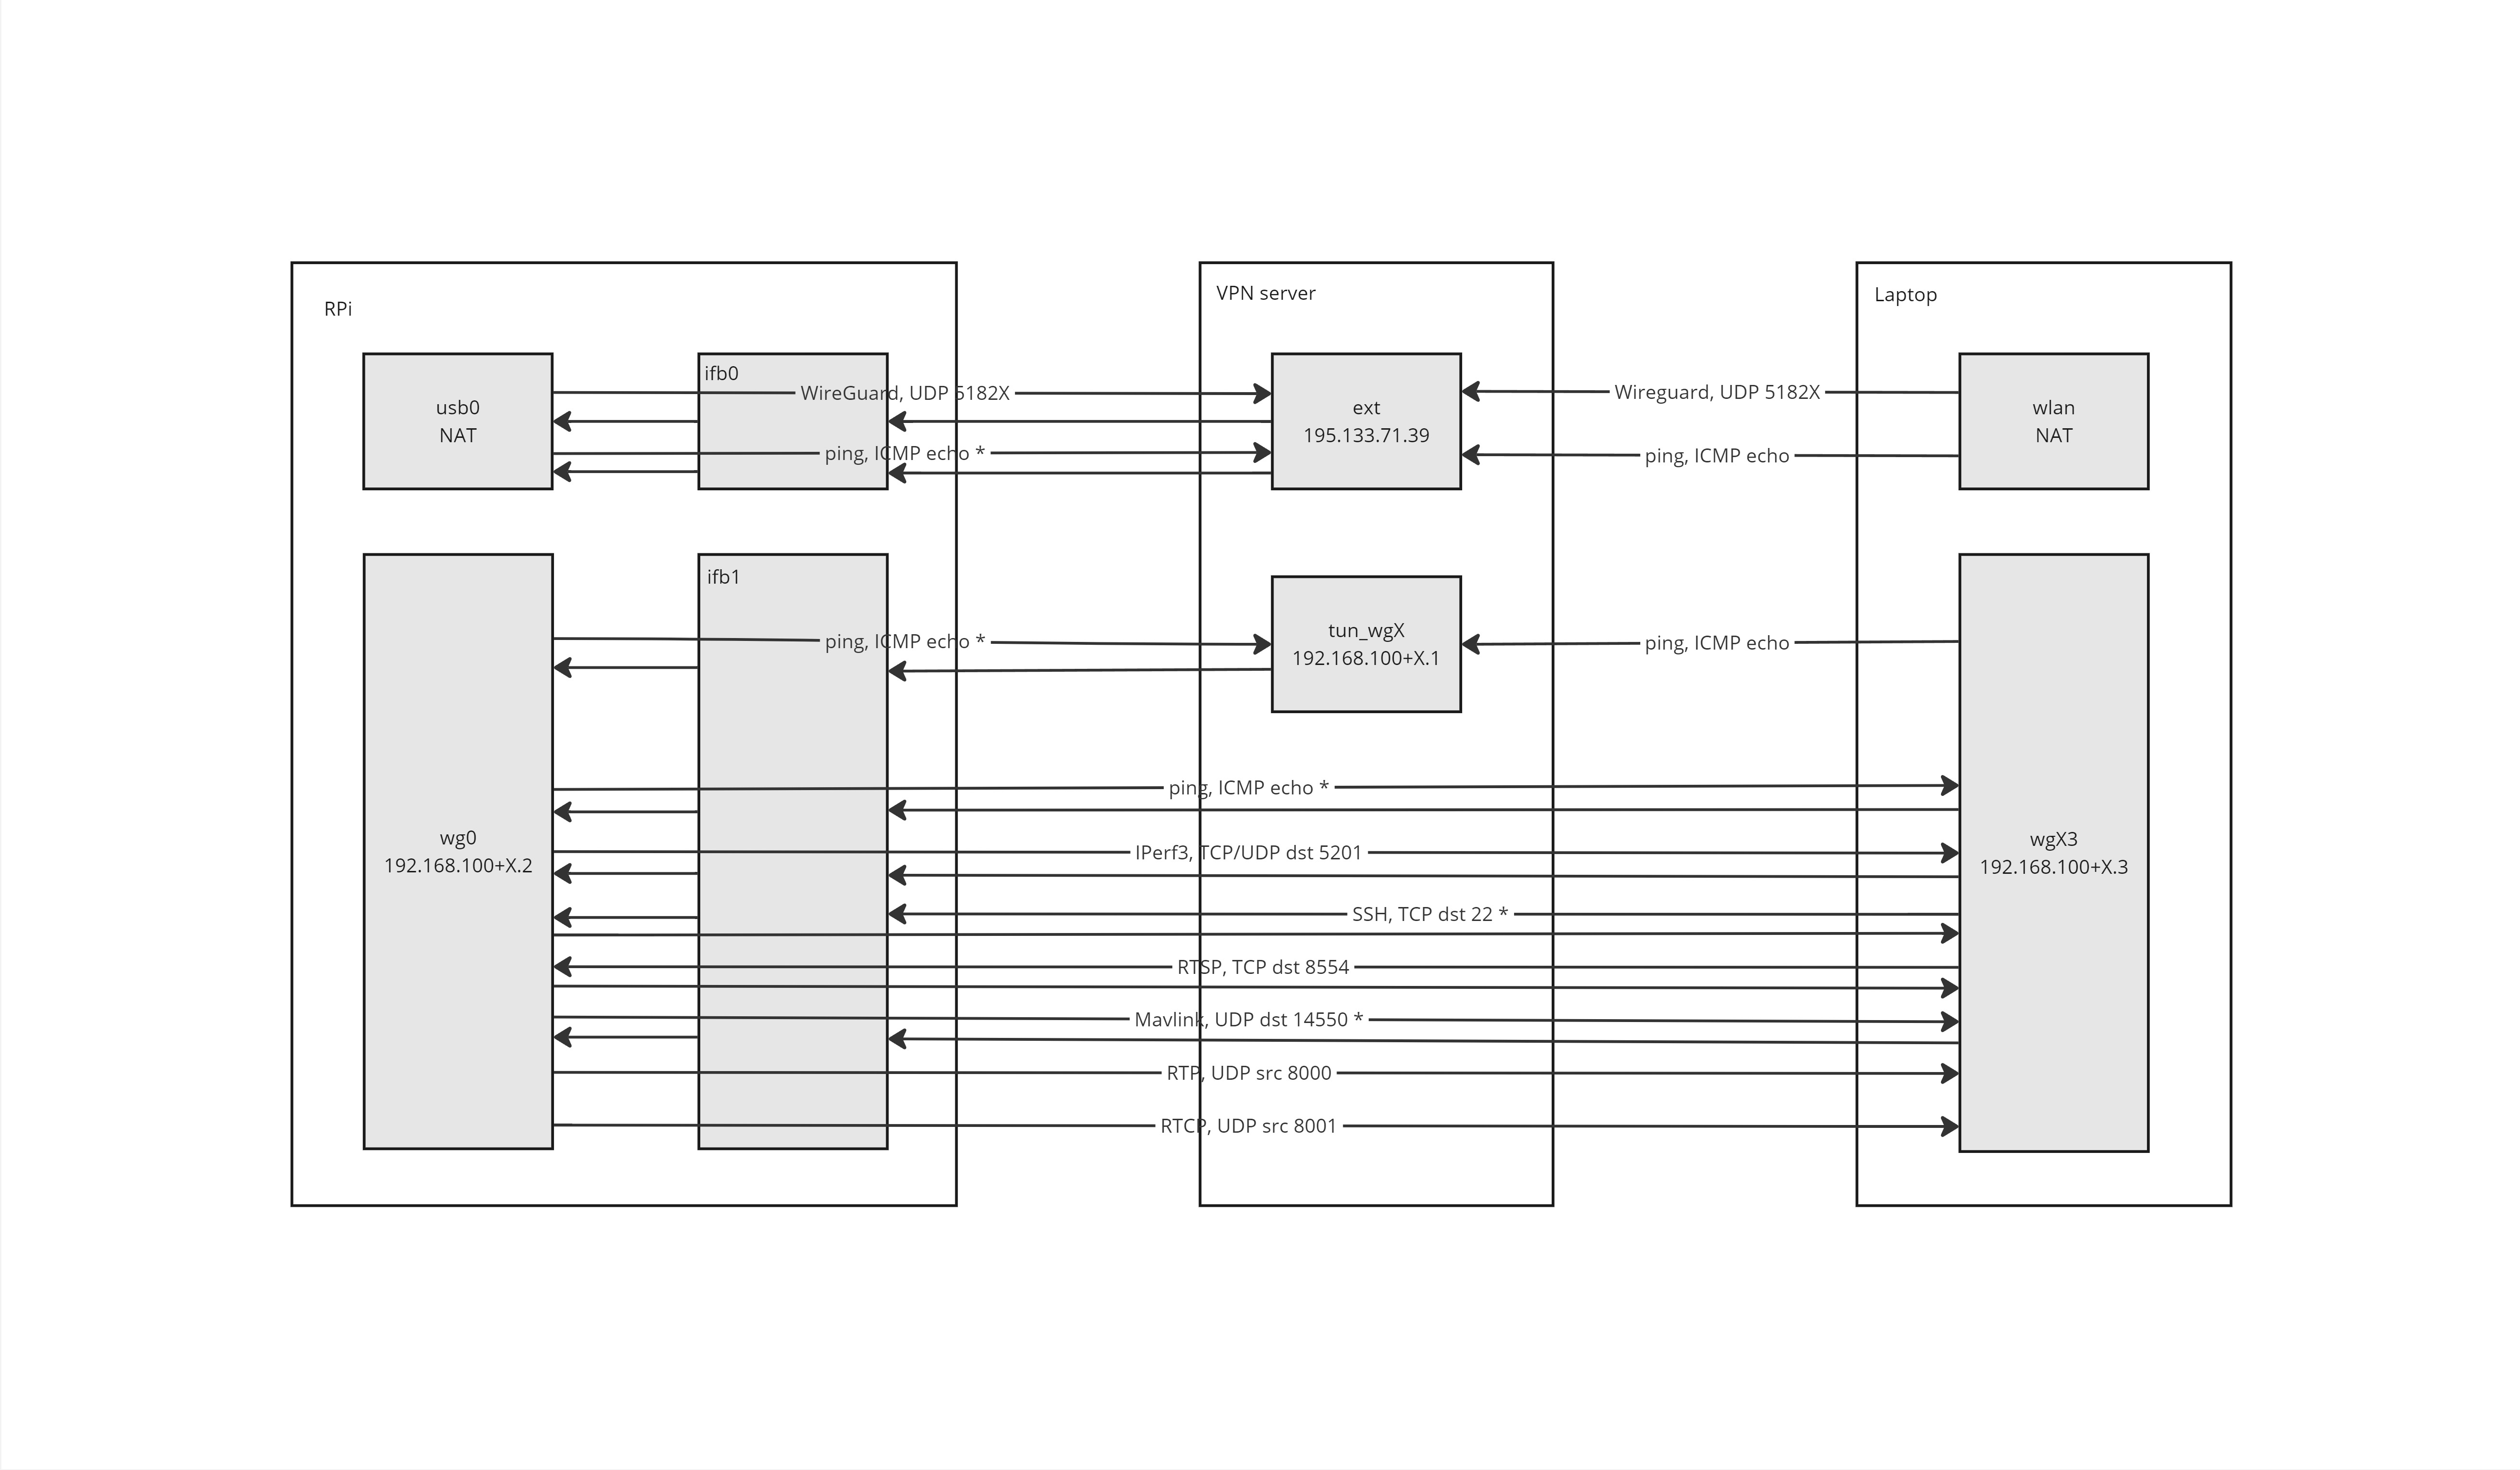 RPi
VPN server
Laptop
usb0
NAT
ifb0
WireGuard, UDP 5182X
ping, ICMP echo *
ext
195.133.71.39
Wireguard, UDP 5182X
ping, ICMP echo
wlan
NAT
ifb1
ping, ICMP echo *
tun_wgX
192.168.100+X.1
ping, ICMP echo
wg0
192.168.100+X.2
ping, ICMP echo *
IPerf3, TCP/UDP dst 5201
SSH, TCP dst 22 *
RTSP, TCP dst 8554
Mavlink, UDP dst 14550 *
RTP, UDP src 8000
RTCP, UDP src 8001
wgX3
192.168.100+X.3